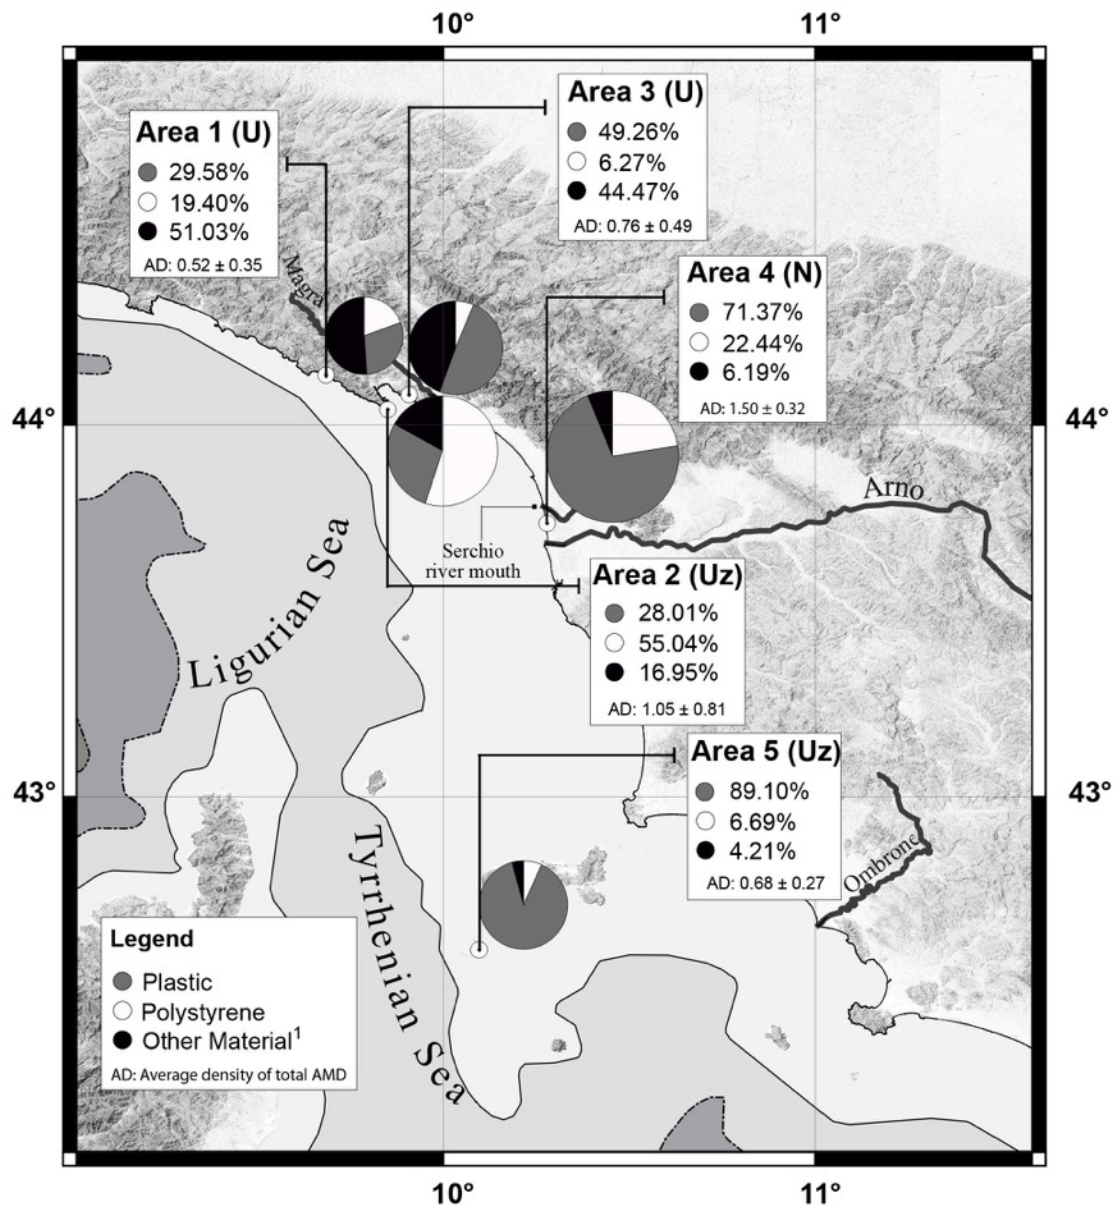 10°
11°
Area 1 (U)
29.58%
19.40%
51.03%
AD: 0.52 ± 0.35
Area 3 (U)
49.26%
6.27%
44.47%
AD: 0.76 ± 0.49
Area 4 (N)
71.37%
22.44%
6.19%
AD: 1.50 ± 0.32
Magra
44°
44°
Arno
Serchio
river mouth
Ligurian Sea
Area 2 (Uz)
28.01%
55.04%
16.95%
AD: 1.05 ± 0.81
43°
43°
Area 5 (Uz)
89.10%
6.69%
4.21%
AD: 0.68 ± 0.27
Ombrone
Tyrrhenian Sea
Legend
Plastic
Polystyrene
Other Material¹
AD: Average density of total AMD
10°
11°